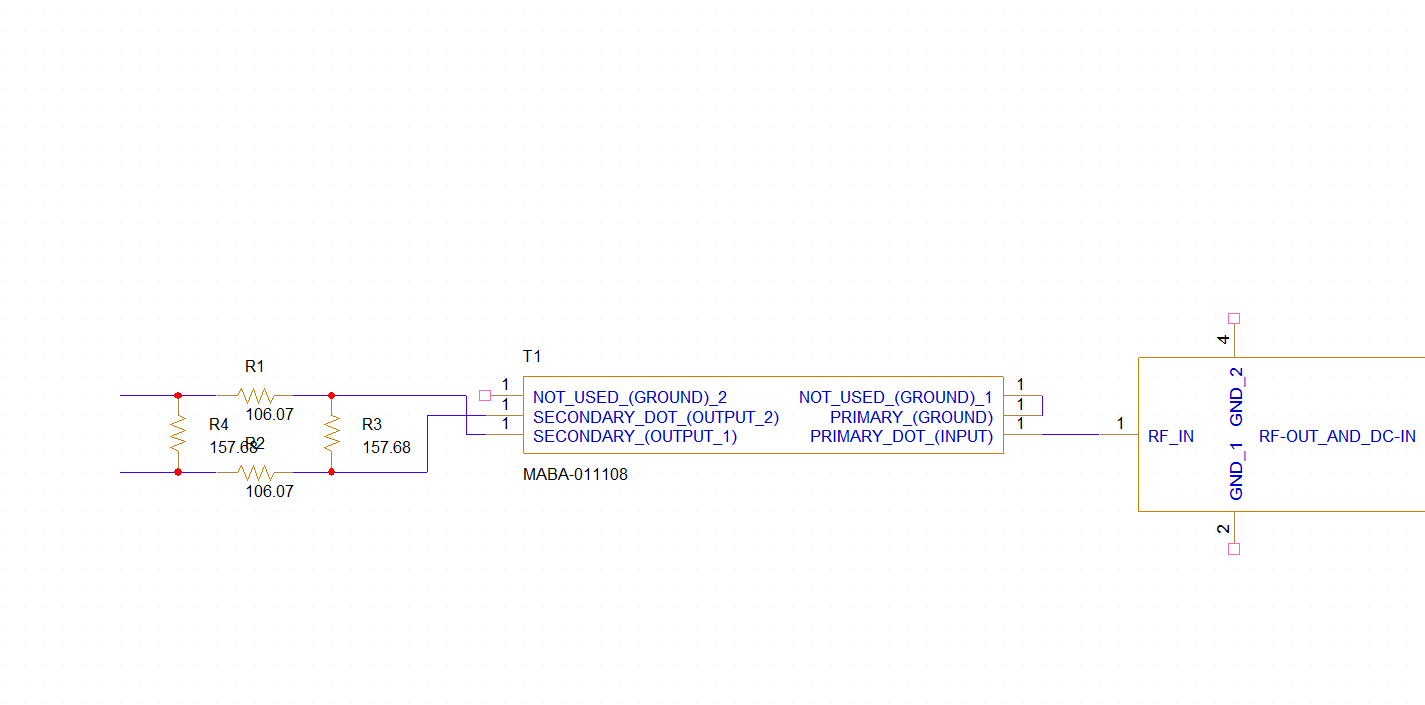 R1
106.07
R4
157.68
R2
106.07
R3
157.68
T1
1
1
1
NOT_USED_(GROUND)_2
SECONDARY_DOT_(OUTPUT_2)
SECONDARY_(OUTPUT_1)
NOT_USED_(GROUND)_1
PRIMARY_(GROUND)
PRIMARY_DOT_(INPUT)
1
1
1
MABA-011108
1
RF_IN
4
GND_2
GND_1
2
RF-OUT_AND_DC-IN